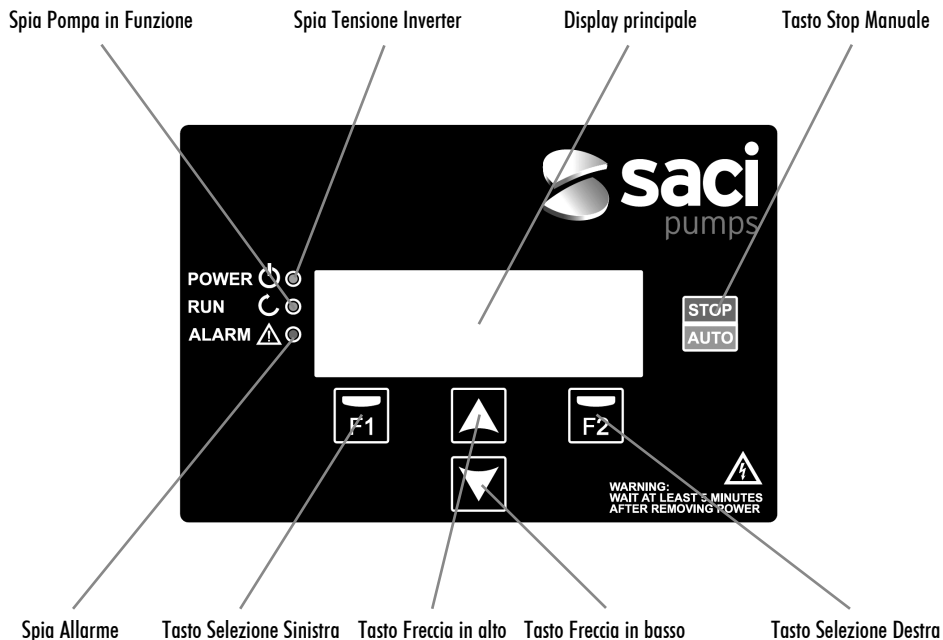 Spia Pompa in Funzione
Spia Tensione Inverter
Display principale
Tasto Stop Manuale
saci
pumps
POWER
RUN
ALARM
STOP
AUTO
F1
F2
WARNING:
WAIT AT LEAST 5 MINUTES
AFTER REMOVING POWER
Spia Allarme
Tasto Selezione Sinistra
Tasto Freccia in alto
Tasto Freccia in basso
Tasto Selezione Destra